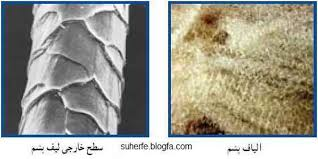 الیاف پشم
suherfe.blogfa.com
سطح خارجی لیف پشم